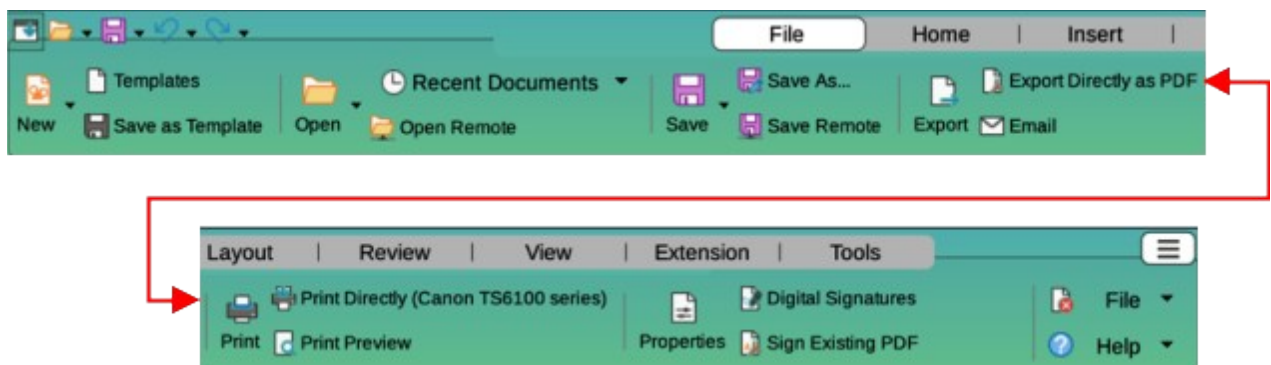 File | Home | Insert |
Templates Recent Documents Save As... Export Directly as PDF
New Save as Template Open Open Remote Save Save Remote Export Email
Layout | Review | View | Extension | Tools
Print Directly (Canon TS6100 series) Digital Signatures File
Print Print Preview Properties Sign Existing PDF Help